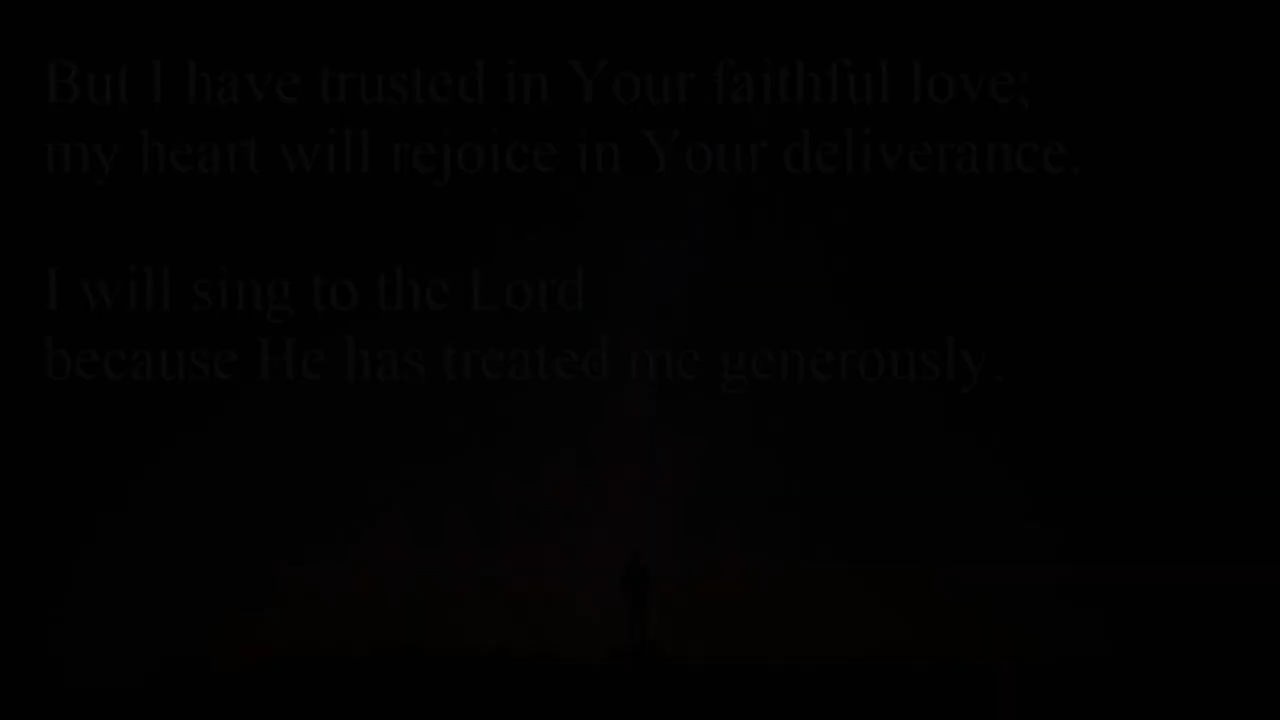 But I have trusted in Your faithful love;
my heart will rejoice in Your deliverance.
I will sing to the Lord
because He has treated me generously.